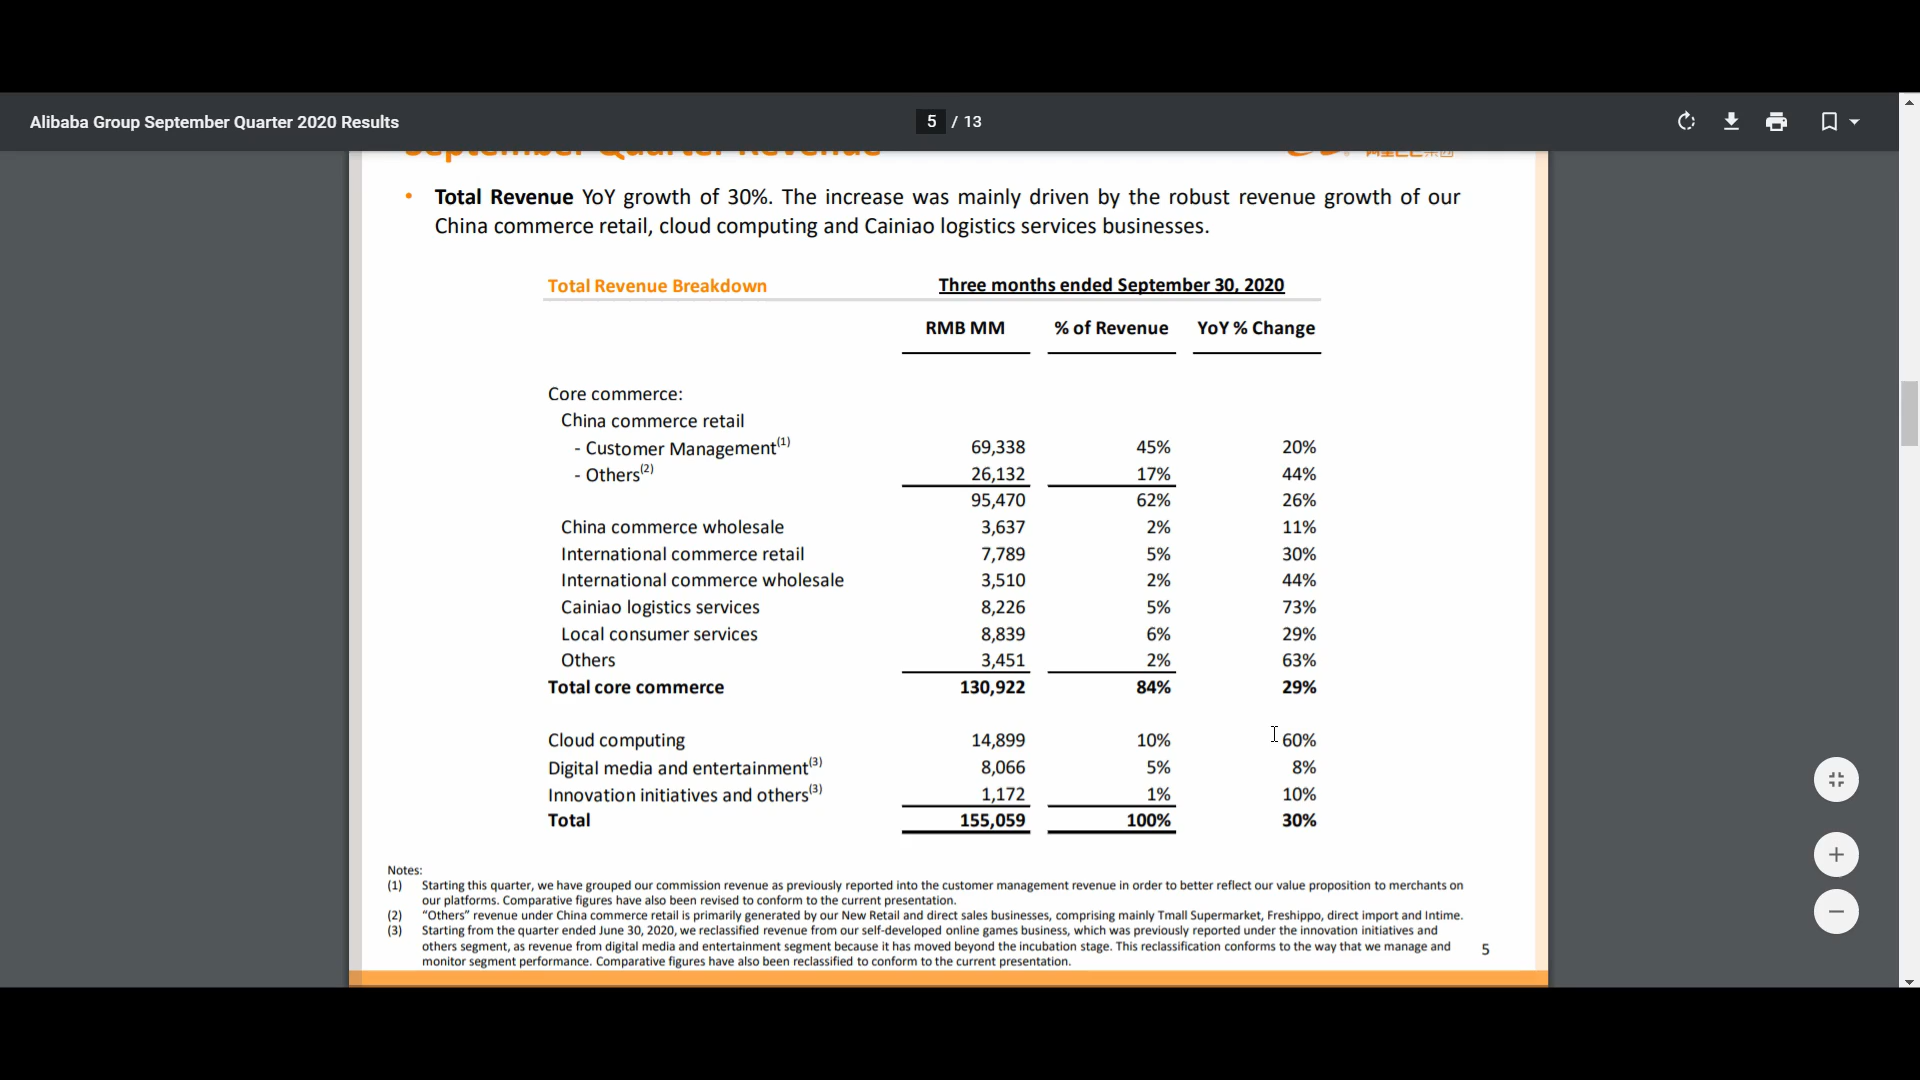 Alibaba Group September Quarter 2020 Results
5 / 13
September Quarter Revenue
• Total Revenue YoY growth of 30%. The increase was mainly driven by the robust revenue growth of our
China commerce retail, cloud computing and Cainiao logistics services businesses.
Total Revenue Breakdown Three months ended September 30, 2020
RMB MM % of Revenue YoY % Change
Core commerce:
China commerce retail
- Customer Management(1) 69,338 45% 20%
- Others(2) 26,132 17% 44%
95,470 62% 26%
China commerce wholesale 3,637 2% 11%
International commerce retail 7,789 5% 30%
International commerce wholesale 3,510 2% 44%
Cainiao logistics services 8,226 5% 73%
Local consumer services 8,839 6% 29%
Others 3,451 2% 63%
Total core commerce 130,922 84% 29%
Cloud computing 14,899 10% 60%
Digital media and entertainment(3) 8,066 5% 8%
Innovation initiatives and others(3) 1,172 1% 10%
Total 155,059 100% 30%
Notes:
(1) Starting this quarter, we have grouped our commission revenue as previously reported into the customer management revenue in order to better reflect our value proposition to merchants on
our platforms. Comparative figures have also been revised to conform to the current presentation.
(2) “Others” revenue under China commerce retail is primarily generated by our New Retail and direct sales businesses, comprising mainly Tmall Supermarket, Freshippo, direct import and Intime.
(3) Starting from the quarter ended June 30, 2020, we reclassified revenue from our self-developed online games business, which was previously reported under the innovation initiatives and
others segment, as revenue from digital media and entertainment segment because it has moved beyond the incubation stage. This reclassification conforms to the way that we manage and
monitor segment performance. Comparative figures have also been reclassified to conform to the current presentation.
5